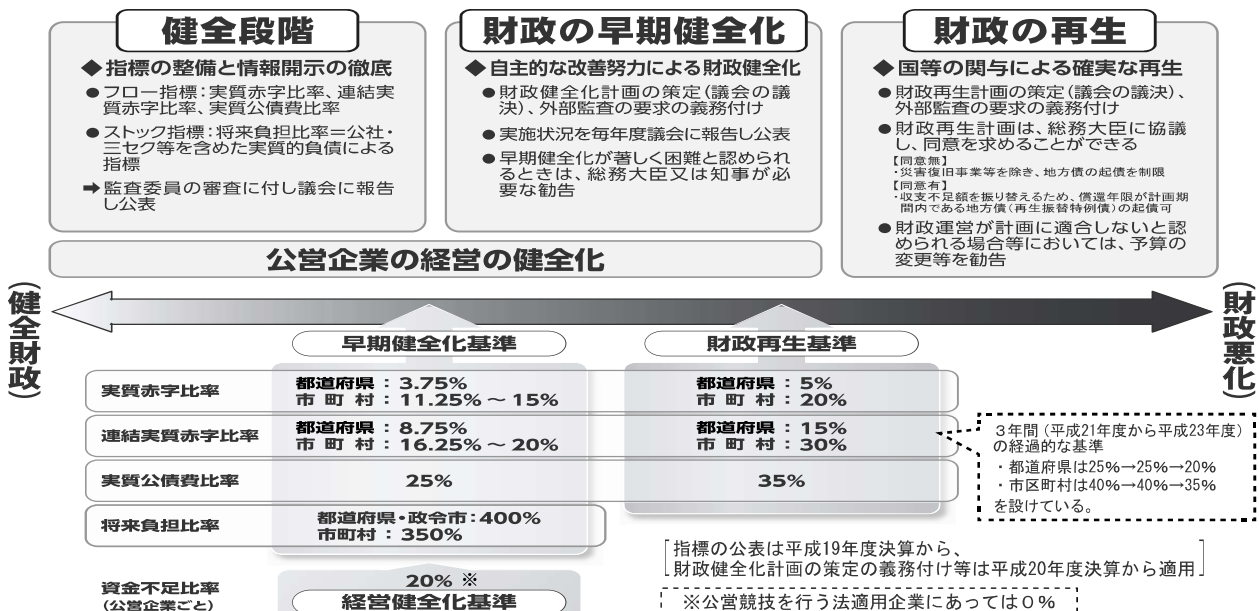 健全段階
◆ 指標の整備と情報開示の徹底
● フロー指標：実質赤字比率、連結実
質赤字比率、実質公債費比率
● ストック指標：将来負担比率＝公社・
三セク等を含めた実質的負債による
指標
➡ 監査委員の審査に付し議会に報告
し公表
財政の早期健全化
◆ 自主的な改善努力による財政健全化
● 財政健全化計画の策定（議会の議
決）、外部監査の要求の義務付け
● 実施状況を毎年度議会に報告し公表
● 早期健全化が著しく困難と認められ
るときは、総務大臣又は知事が必
要な勧告
財政の再生
◆ 国等の関与による確実な再生
● 財政再生計画の策定（議会の議決）、
外部監査の要求の義務付け
● 財政再生計画は、総務大臣に協議
し、同意を求めることができる
【同意無】
・災害復旧事業等を除き、地方債の起債を制限
【同意有】
・収支不足額を振り替えるため、償還年限が計画期
間内である地方債（再生振替特例債）の起債可
● 財政運営が計画に適合しないと認
められる場合等においては、予算の
変更等を勧告
公営企業の経営の健全化
（健全財政）
（財政悪化）
早期健全化基準
財政再生基準
実質赤字比率
都道府県：3.75%
市町村：11.25%～15%
都道府県：5%
市町村：20%
連結実質赤字比率
都道府県：8.75%
市町村：16.25%～20%
都道府県：15%
市町村：30%
3年間（平成21年度から平成23年度）
の経過的な基準
・都道府県は25%→25%→20%
・市区町村は40%→40%→35%
を設けている。
実質公債費比率
25%
35%
将来負担比率
都道府県・政令市：400%
市町村：350%
［指標の公表は平成19年度決算から、
財政健全化計画の策定の義務付け等は平成20年度決算から適用］
資金不足比率
（公営企業ごと）
20% ※
経営健全化基準
※公営競技を行う法適用企業にあっては0％